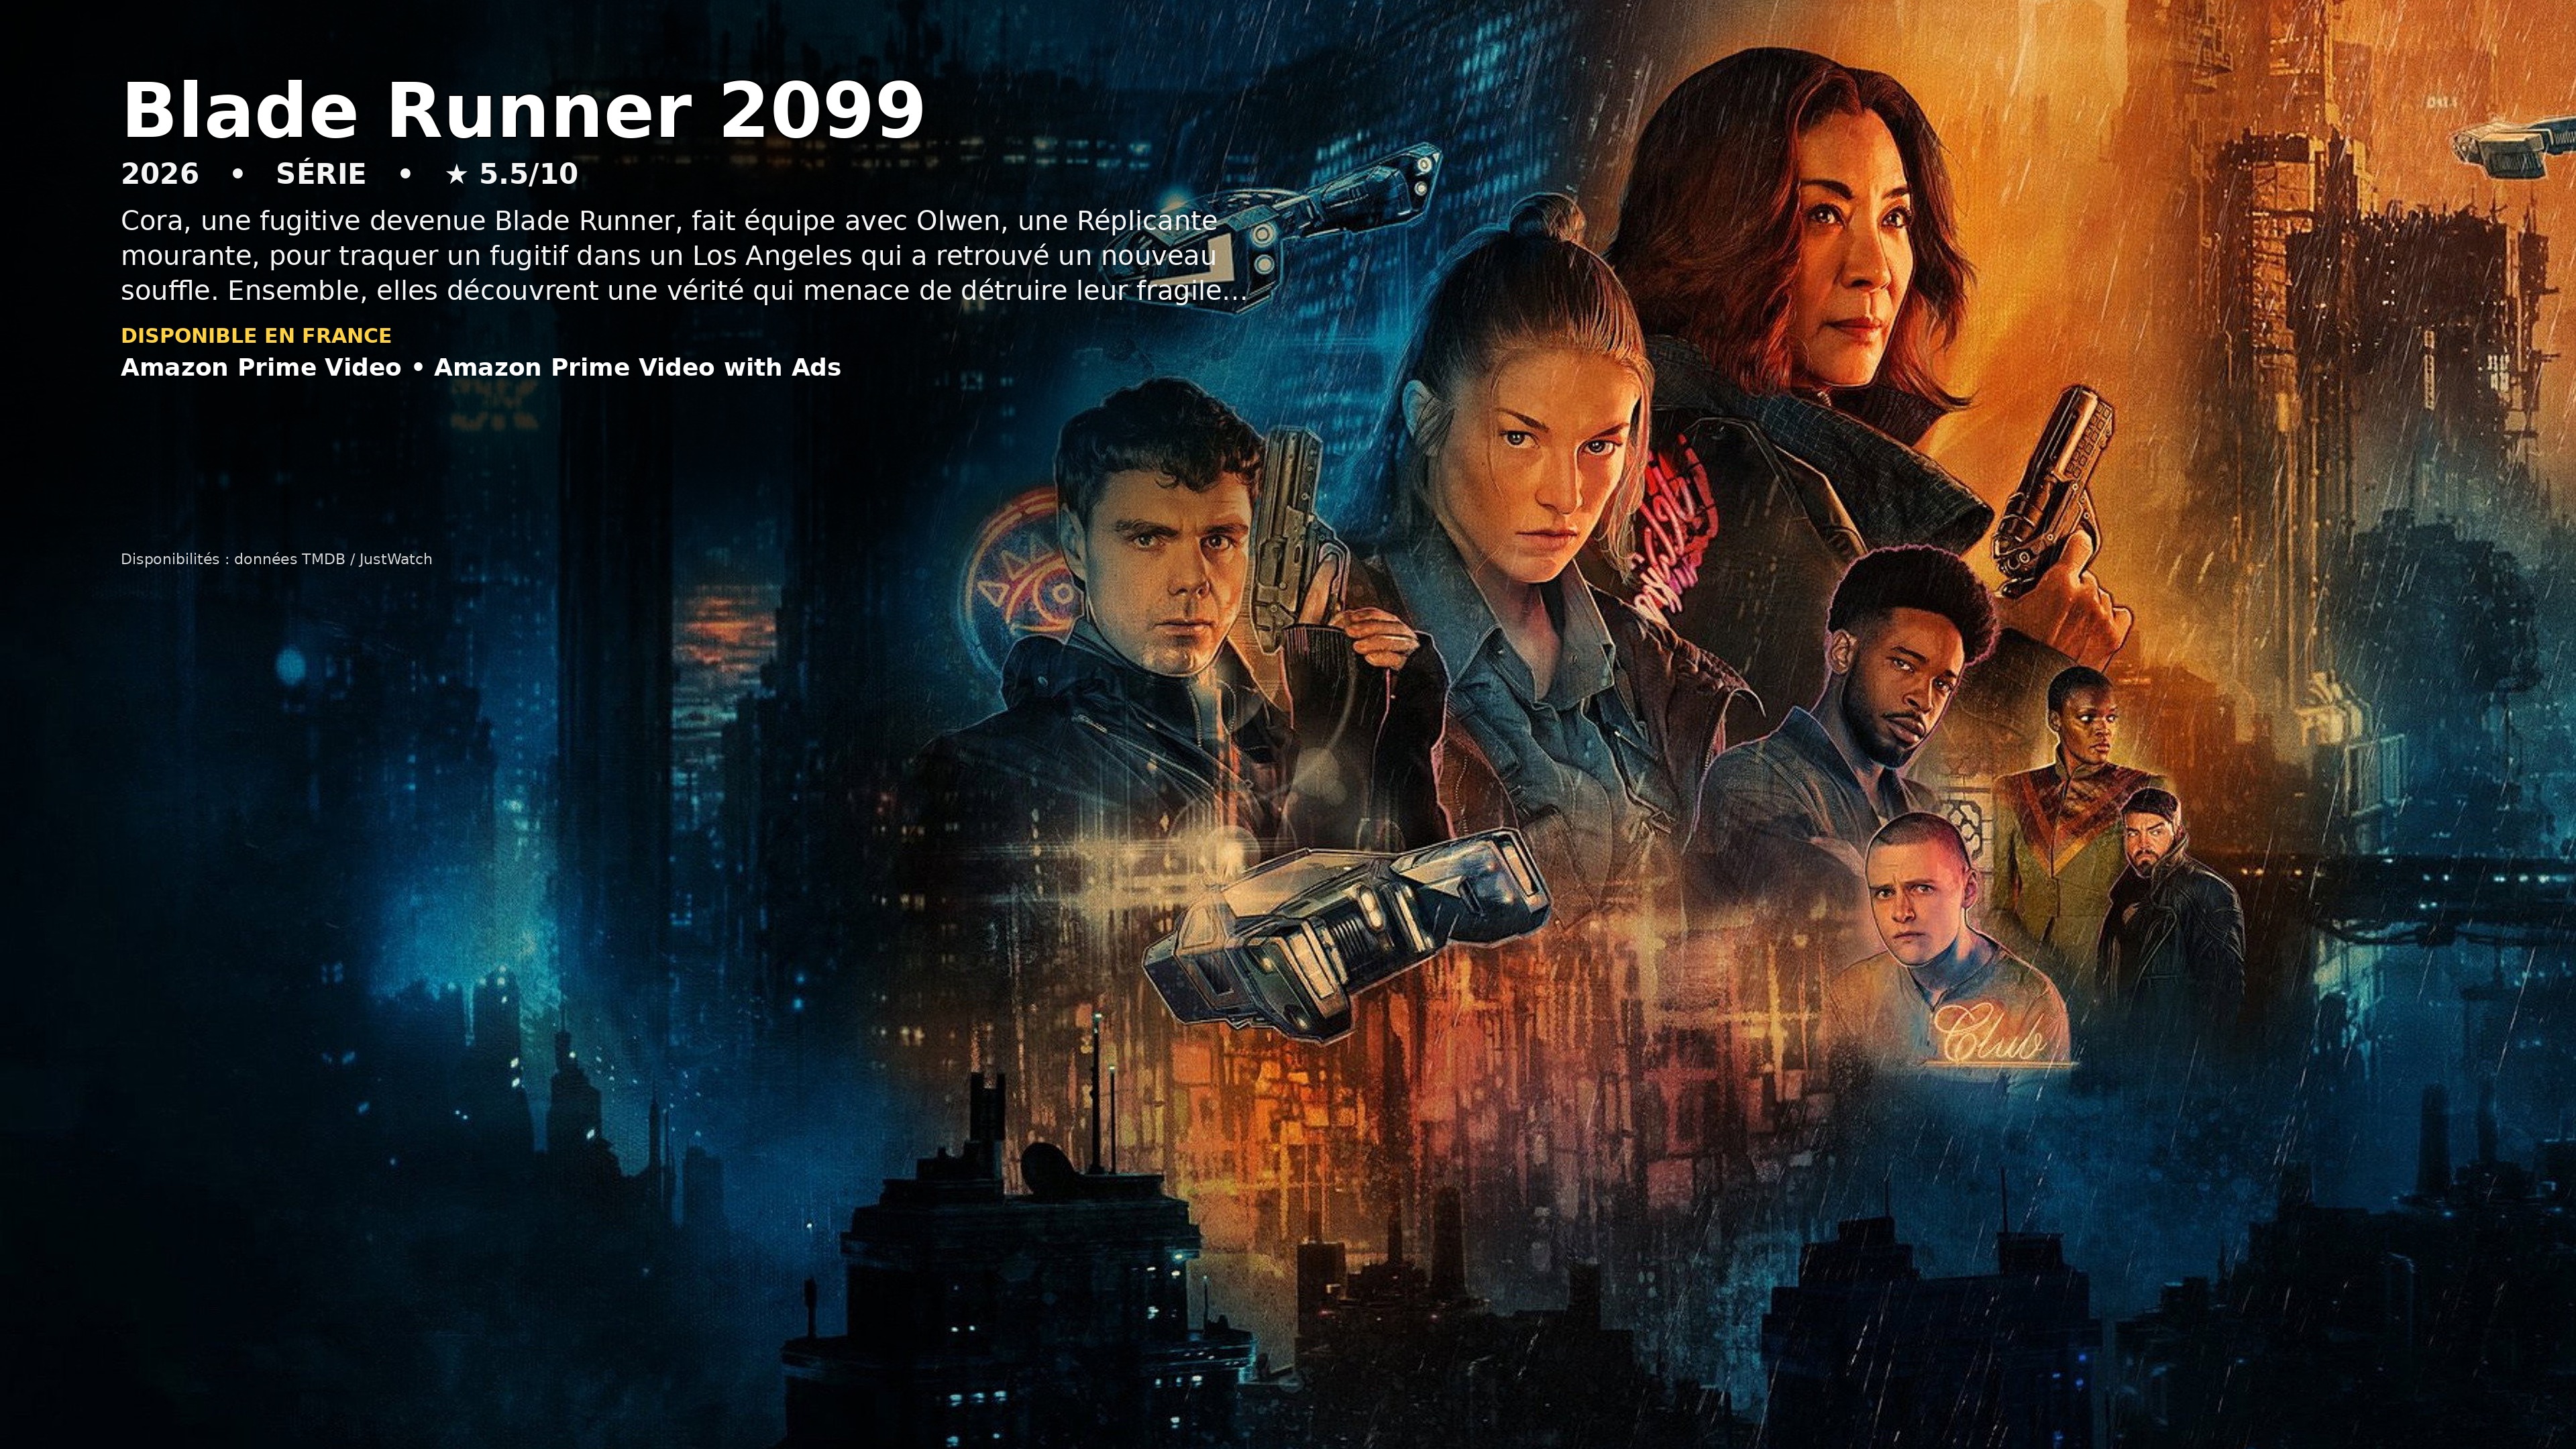 Blade Runner 2099
2026 • SÉRIE • ★ 5.5/10
Cora, une fugitive devenue Blade Runner, fait équipe avec Olwen, une Réplicante
mourante, pour traquer un fugitif dans un Los Angeles qui a retrouvé un nouveau
souffle. Ensemble, elles découvrent une vérité qui menace de détruire leur fragile...
DISPONIBLE EN FRANCE
Amazon Prime Video • Amazon Prime Video with Ads
Disponibilités : données TMDB / JustWatch
Club